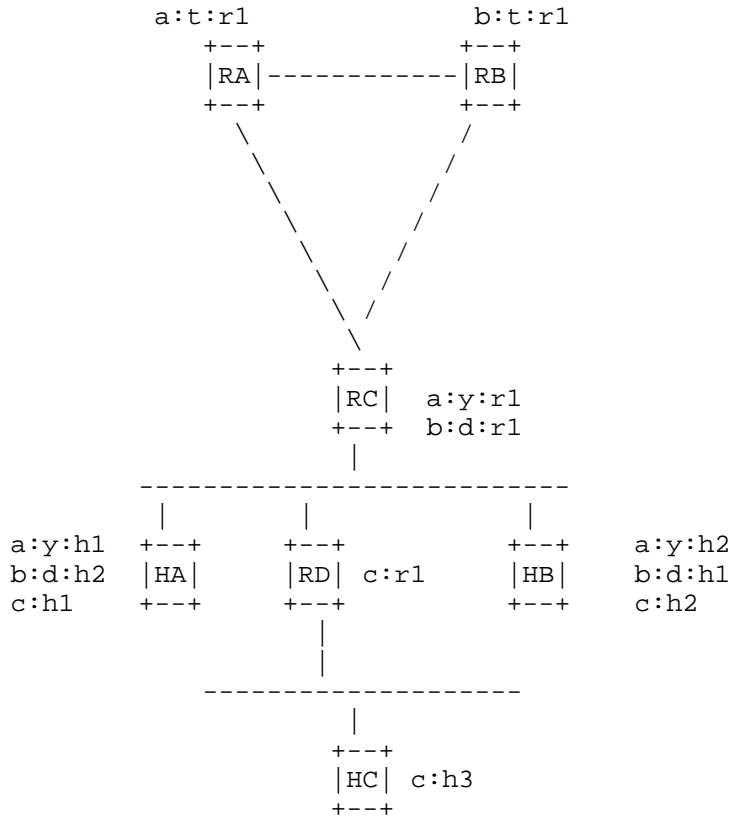 a:t:r1 b:t:r1
RA RB
RC a:y:r1
b:d:r1
a:y:h1 a:y:h2
b:d:h2 HA RD c:r1 HB b:d:h1
c:h1 c:h2
HC c:h3